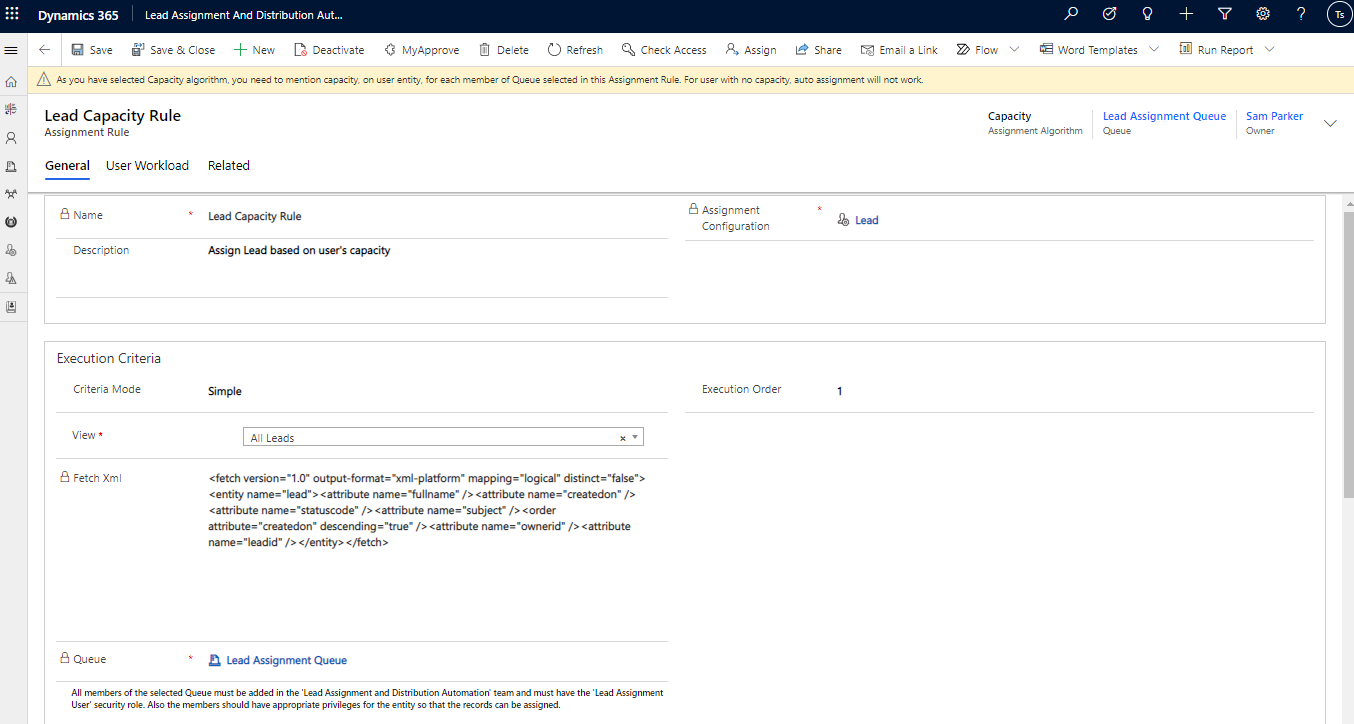 Dynamics 365 Lead Assignment And Distribution Aut... Ts
Save Save & Close New Deactivate MyApprove Delete Refresh Check Access Assign Share Email a Link Flow Word Templates Run Report
As you have selected Capacity algorithm, you need to mention capacity, on user entity, for each member of Queue selected in this Assignment Rule. For user with no capacity, auto assignment will not work.
Lead Capacity Rule
Assignment Rule
Capacity
Assignment Algorithm
Lead Assignment Queue
Queue
Sam Parker
Owner
General User Workload Related
Name * Lead Capacity Rule
Assignment
Configuration
* Lead
Description Assign Lead based on user's capacity
Execution Criteria
Criteria Mode Simple
Execution Order 1
View * All Leads ×
Fetch Xml
<fetch version="1.0" output-format="xml-platform" mapping="logical" distinct="false">
<entity name="lead"><attribute name="fullname" /><attribute name="createdon" />
<attribute name="statuscode" /><attribute name="subject" /><order
attribute="createdon" descending="true" /><attribute name="ownerid" /><attribute
name="leadid" /></entity></fetch>
Queue * Lead Assignment Queue
All members of the selected Queue must be added in the 'Lead Assignment and Distribution Automation' team and must have the 'Lead Assignment
User' security role. Also the members should have appropriate privileges for the entity so that the records can be assigned.